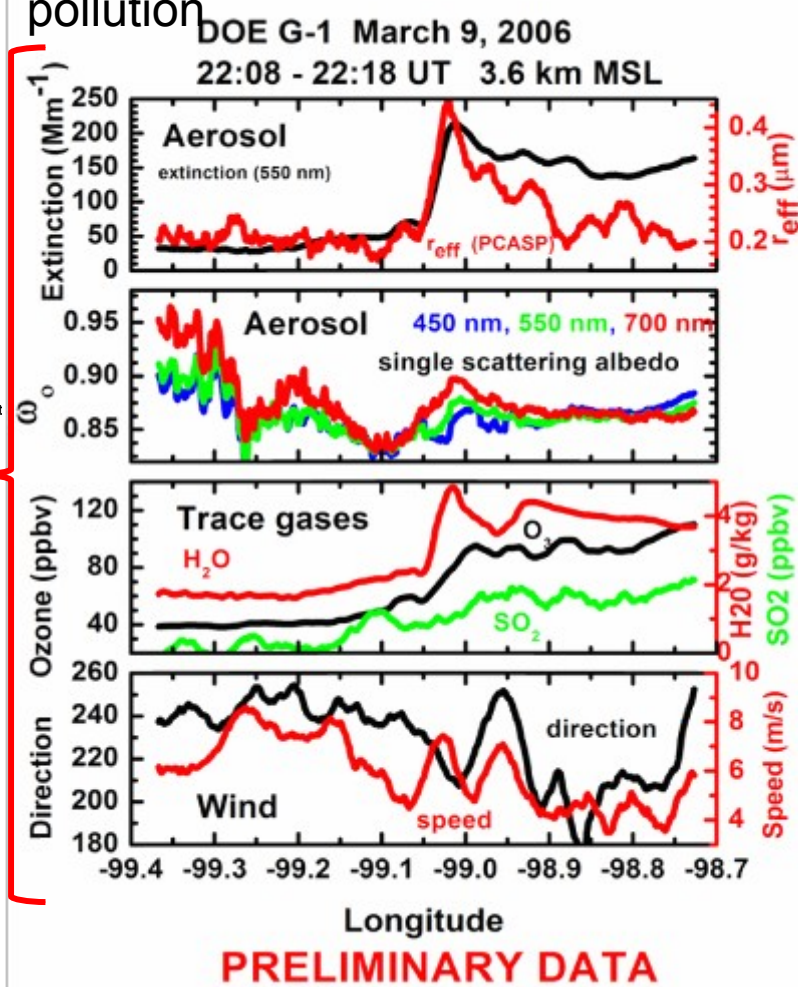 pollution
DOE G-1 March 9, 2006
22:08 - 22:18 UT 3.6 km MSL
Extinction (Mm-1)
250
200
150
100
50
0
Aerosol
extinction (550 nm)
reff (PCASP)
0.4
0.3
0.2
reff (μm)
ω̄o
0.95
0.90
0.85
Aerosol
450 nm, 550 nm, 700 nm
single scattering albedo
Ozone (ppbv)
120
80
40
Trace gases
H2O
O3
SO2
4
2
0
H20 (g/kg)
SO2 (ppbv)
Direction
260
240
220
200
180
Wind
direction
speed
10
8
6
4
Speed (m/s)
-99.4 -99.3 -99.2 -99.1 -99.0 -98.9 -98.8 -98.7
Longitude
PRELIMINARY DATA